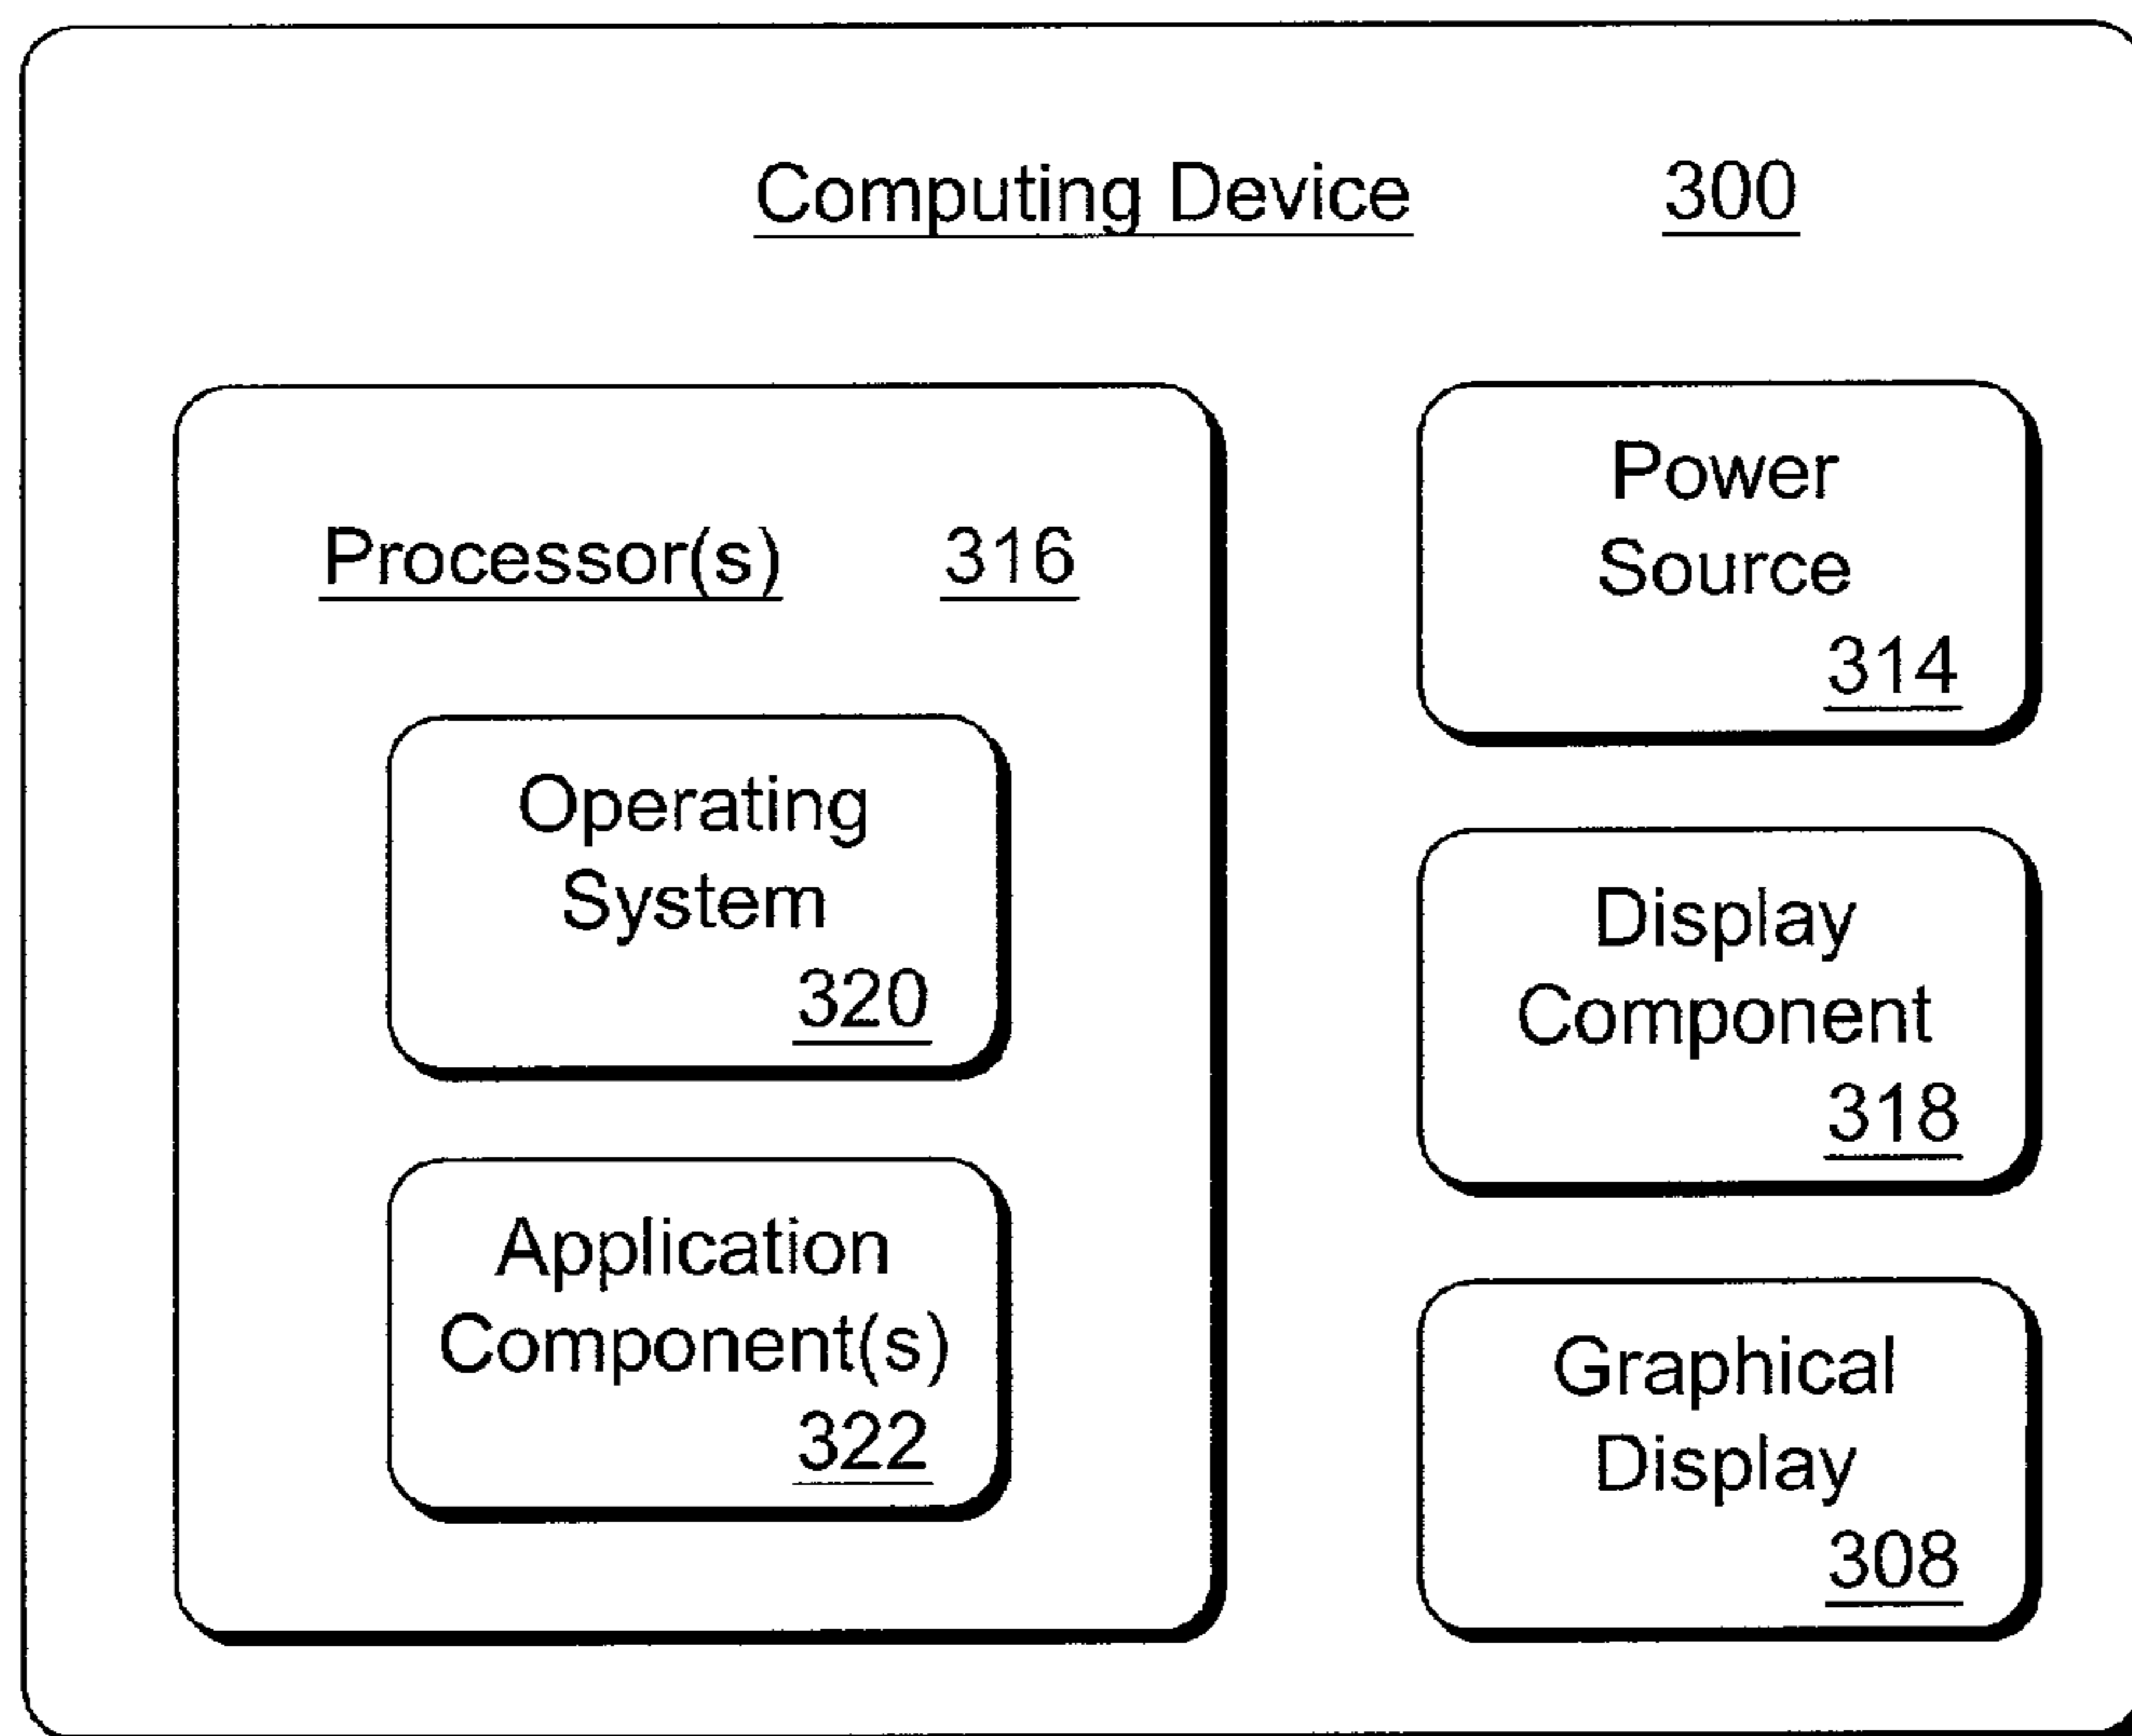 Computing Device 300
Processor(s) 316
Operating
System
320
Application
Component(s)
322
Power
Source
314
Display
Component
318
Graphical
Display
308